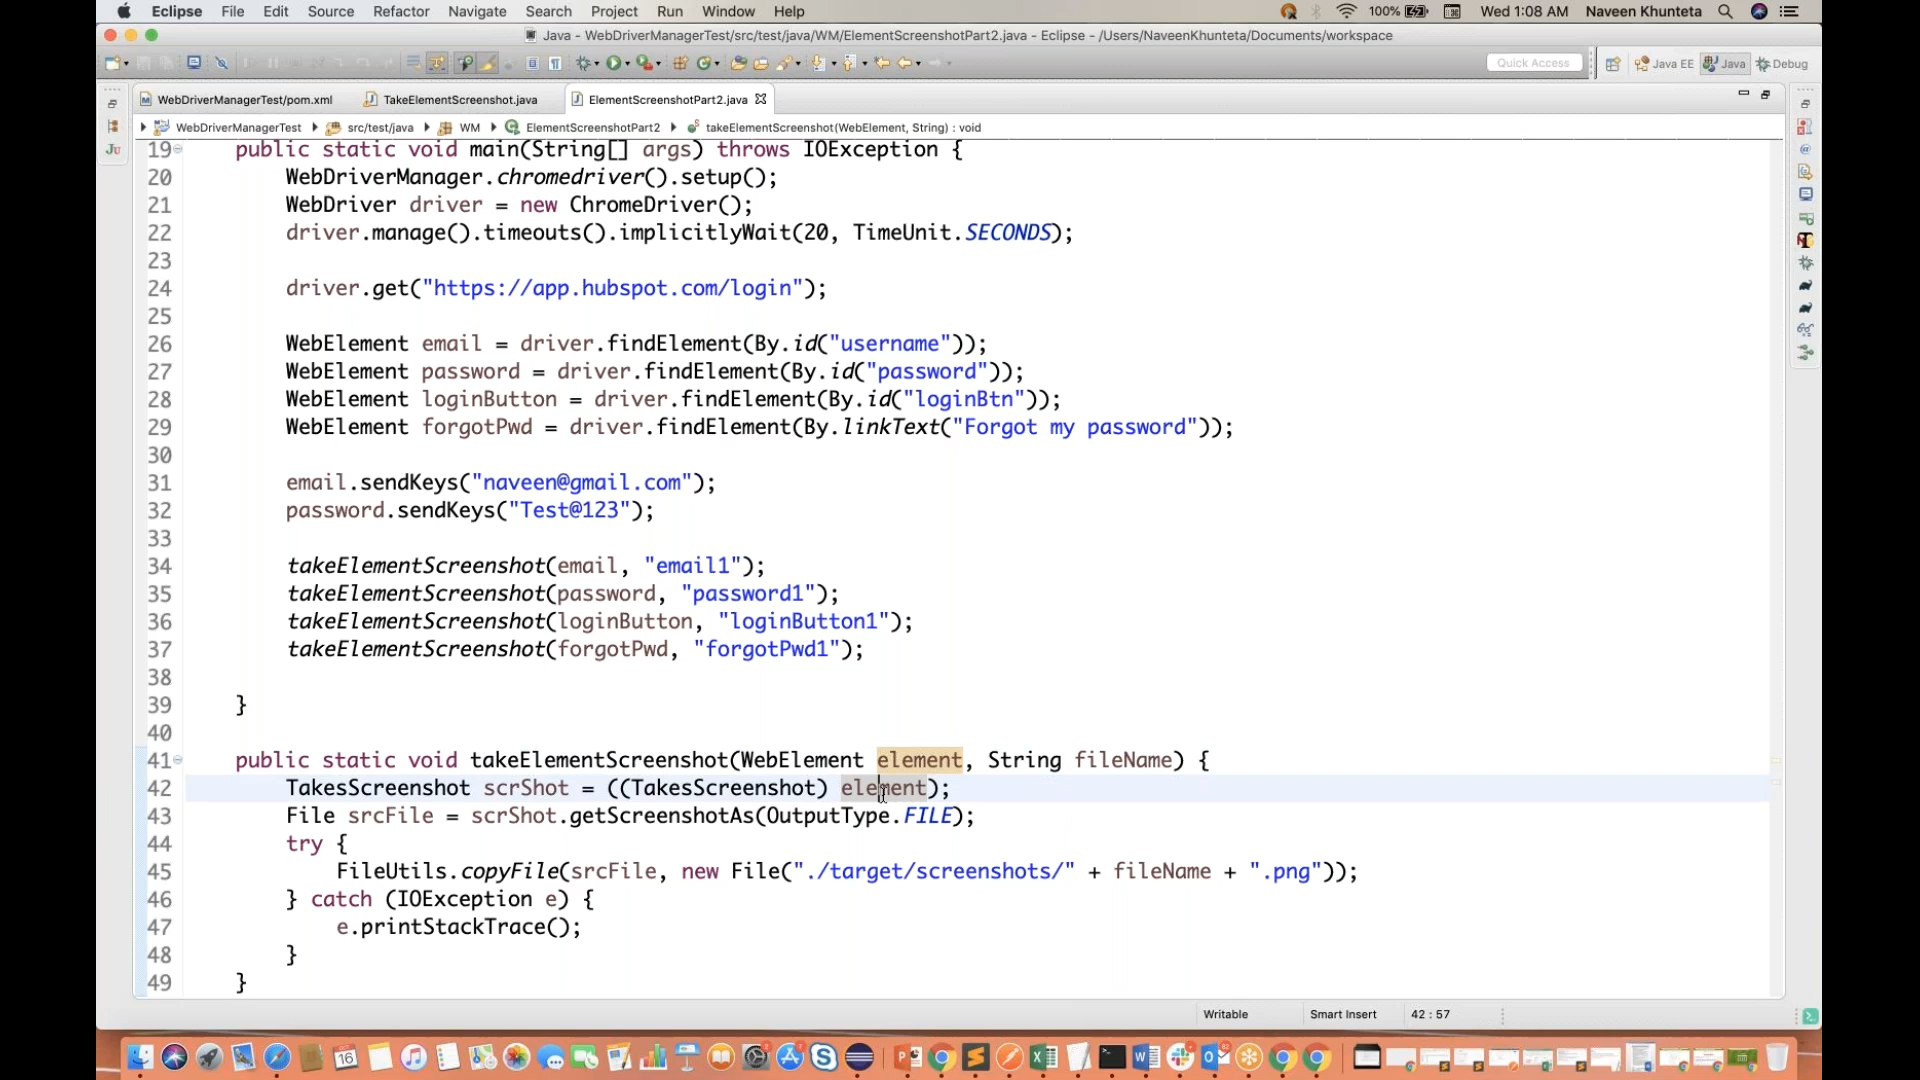 Eclipse File Edit Source Refactor Navigate Search Project Run Window Help 100% Wed 1:08 AM Naveen Khunteta
Java - WebDriverManagerTest/src/test/java/WM/ElementScreenshotPart2.java - Eclipse - /Users/NaveenKhunteta/Documents/workspace
Quick Access Java EE Java Debug
WebDriverManagerTest/pom.xml TakeElementScreenshot.java ElementScreenshotPart2.java
WebDriverManagerTest src/test/java WM ElementScreenshotPart2 takeElementScreenshot(WebElement, String) : void
19 public static void main(String[] args) throws IOException {
20 WebDriverManager.chromedriver().setup();
21 WebDriver driver = new ChromeDriver();
22 driver.manage().timeouts().implicitlyWait(20, TimeUnit.SECONDS);
23
24 driver.get("https://app.hubspot.com/login");
25
26 WebElement email = driver.findElement(By.id("username"));
27 WebElement password = driver.findElement(By.id("password"));
28 WebElement loginButton = driver.findElement(By.id("loginBtn"));
29 WebElement forgotPwd = driver.findElement(By.linkText("Forgot my password"));
30
31 email.sendKeys("naveen@gmail.com");
32 password.sendKeys("Test@123");
33
34 takeElementScreenshot(email, "email1");
35 takeElementScreenshot(password, "password1");
36 takeElementScreenshot(loginButton, "loginButton1");
37 takeElementScreenshot(forgotPwd, "forgotPwd1");
38
39 }
40
41 public static void takeElementScreenshot(WebElement element, String fileName) {
42 TakesScreenshot scrShot = ((TakesScreenshot) element);
43 File srcFile = scrShot.getScreenshotAs(OutputType.FILE);
44 try {
45 FileUtils.copyFile(srcFile, new File("./target/screenshots/" + fileName + ".png"));
46 } catch (IOException e) {
47 e.printStackTrace();
48 }
49 }
Writable Smart Insert 42 : 57